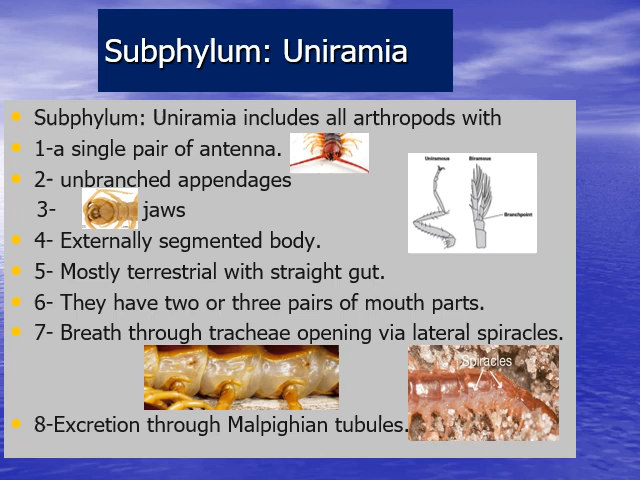 Subphylum: Uniramia
Subphylum: Uniramia includes all arthropods with
1-a single pair of antenna.
2- unbranched appendages
Uniramous Biramous
Branchpoint
3- jaws
4- Externally segmented body.
5- Mostly terrestrial with straight gut.
6- They have two or three pairs of mouth parts.
7- Breath through tracheae opening via lateral spiracles.
Spiracles
8-Excretion through Malpighian tubules.